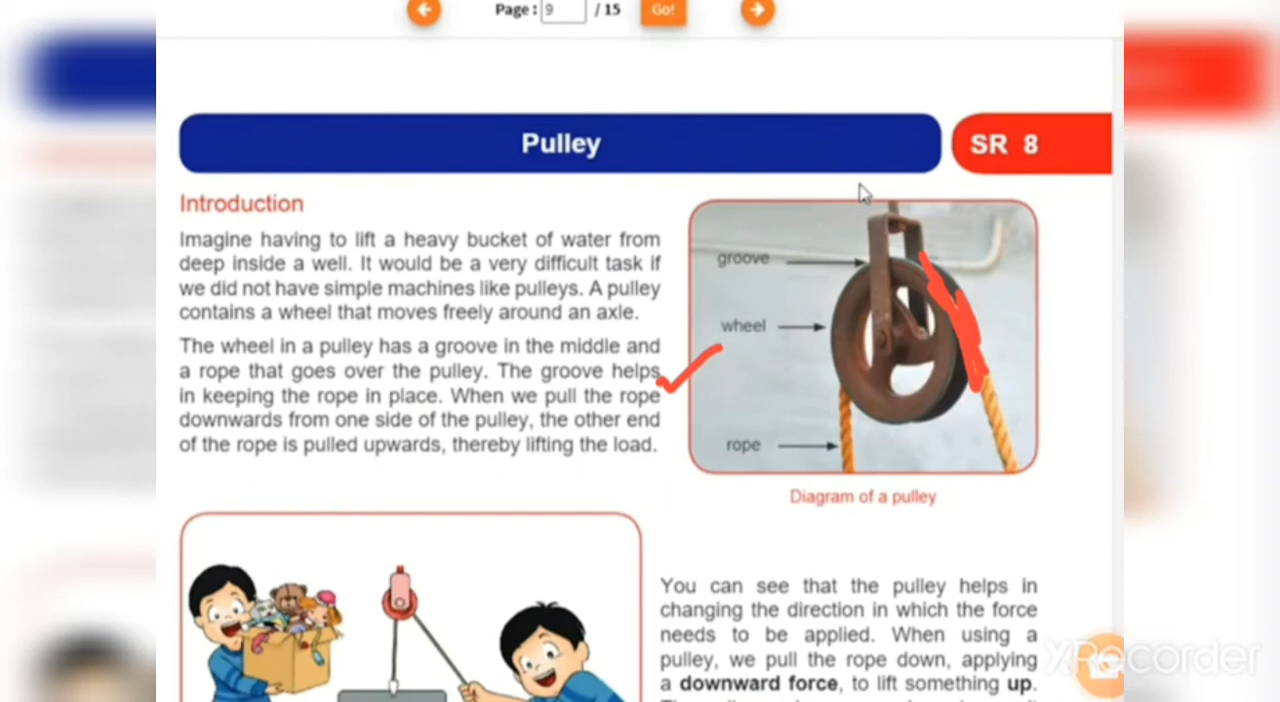 Page: 9 / 15 Go!
Pulley SR 8
Introduction
Imagine having to lift a heavy bucket of water from
deep inside a well. It would be a very difficult task if
we did not have simple machines like pulleys. A pulley
contains a wheel that moves freely around an axle.
The wheel in a pulley has a groove in the middle and
a rope that goes over the pulley. The groove helps
in keeping the rope in place. When we pull the rope
downwards from one side of the pulley, the other end
of the rope is pulled upwards, thereby lifting the load.
groove
wheel
rope
Diagram of a pulley
You can see that the pulley helps in
changing the direction in which the force
needs to be applied. When using a
pulley, we pull the rope down, applying
a downward force, to lift something up.
XRecorder